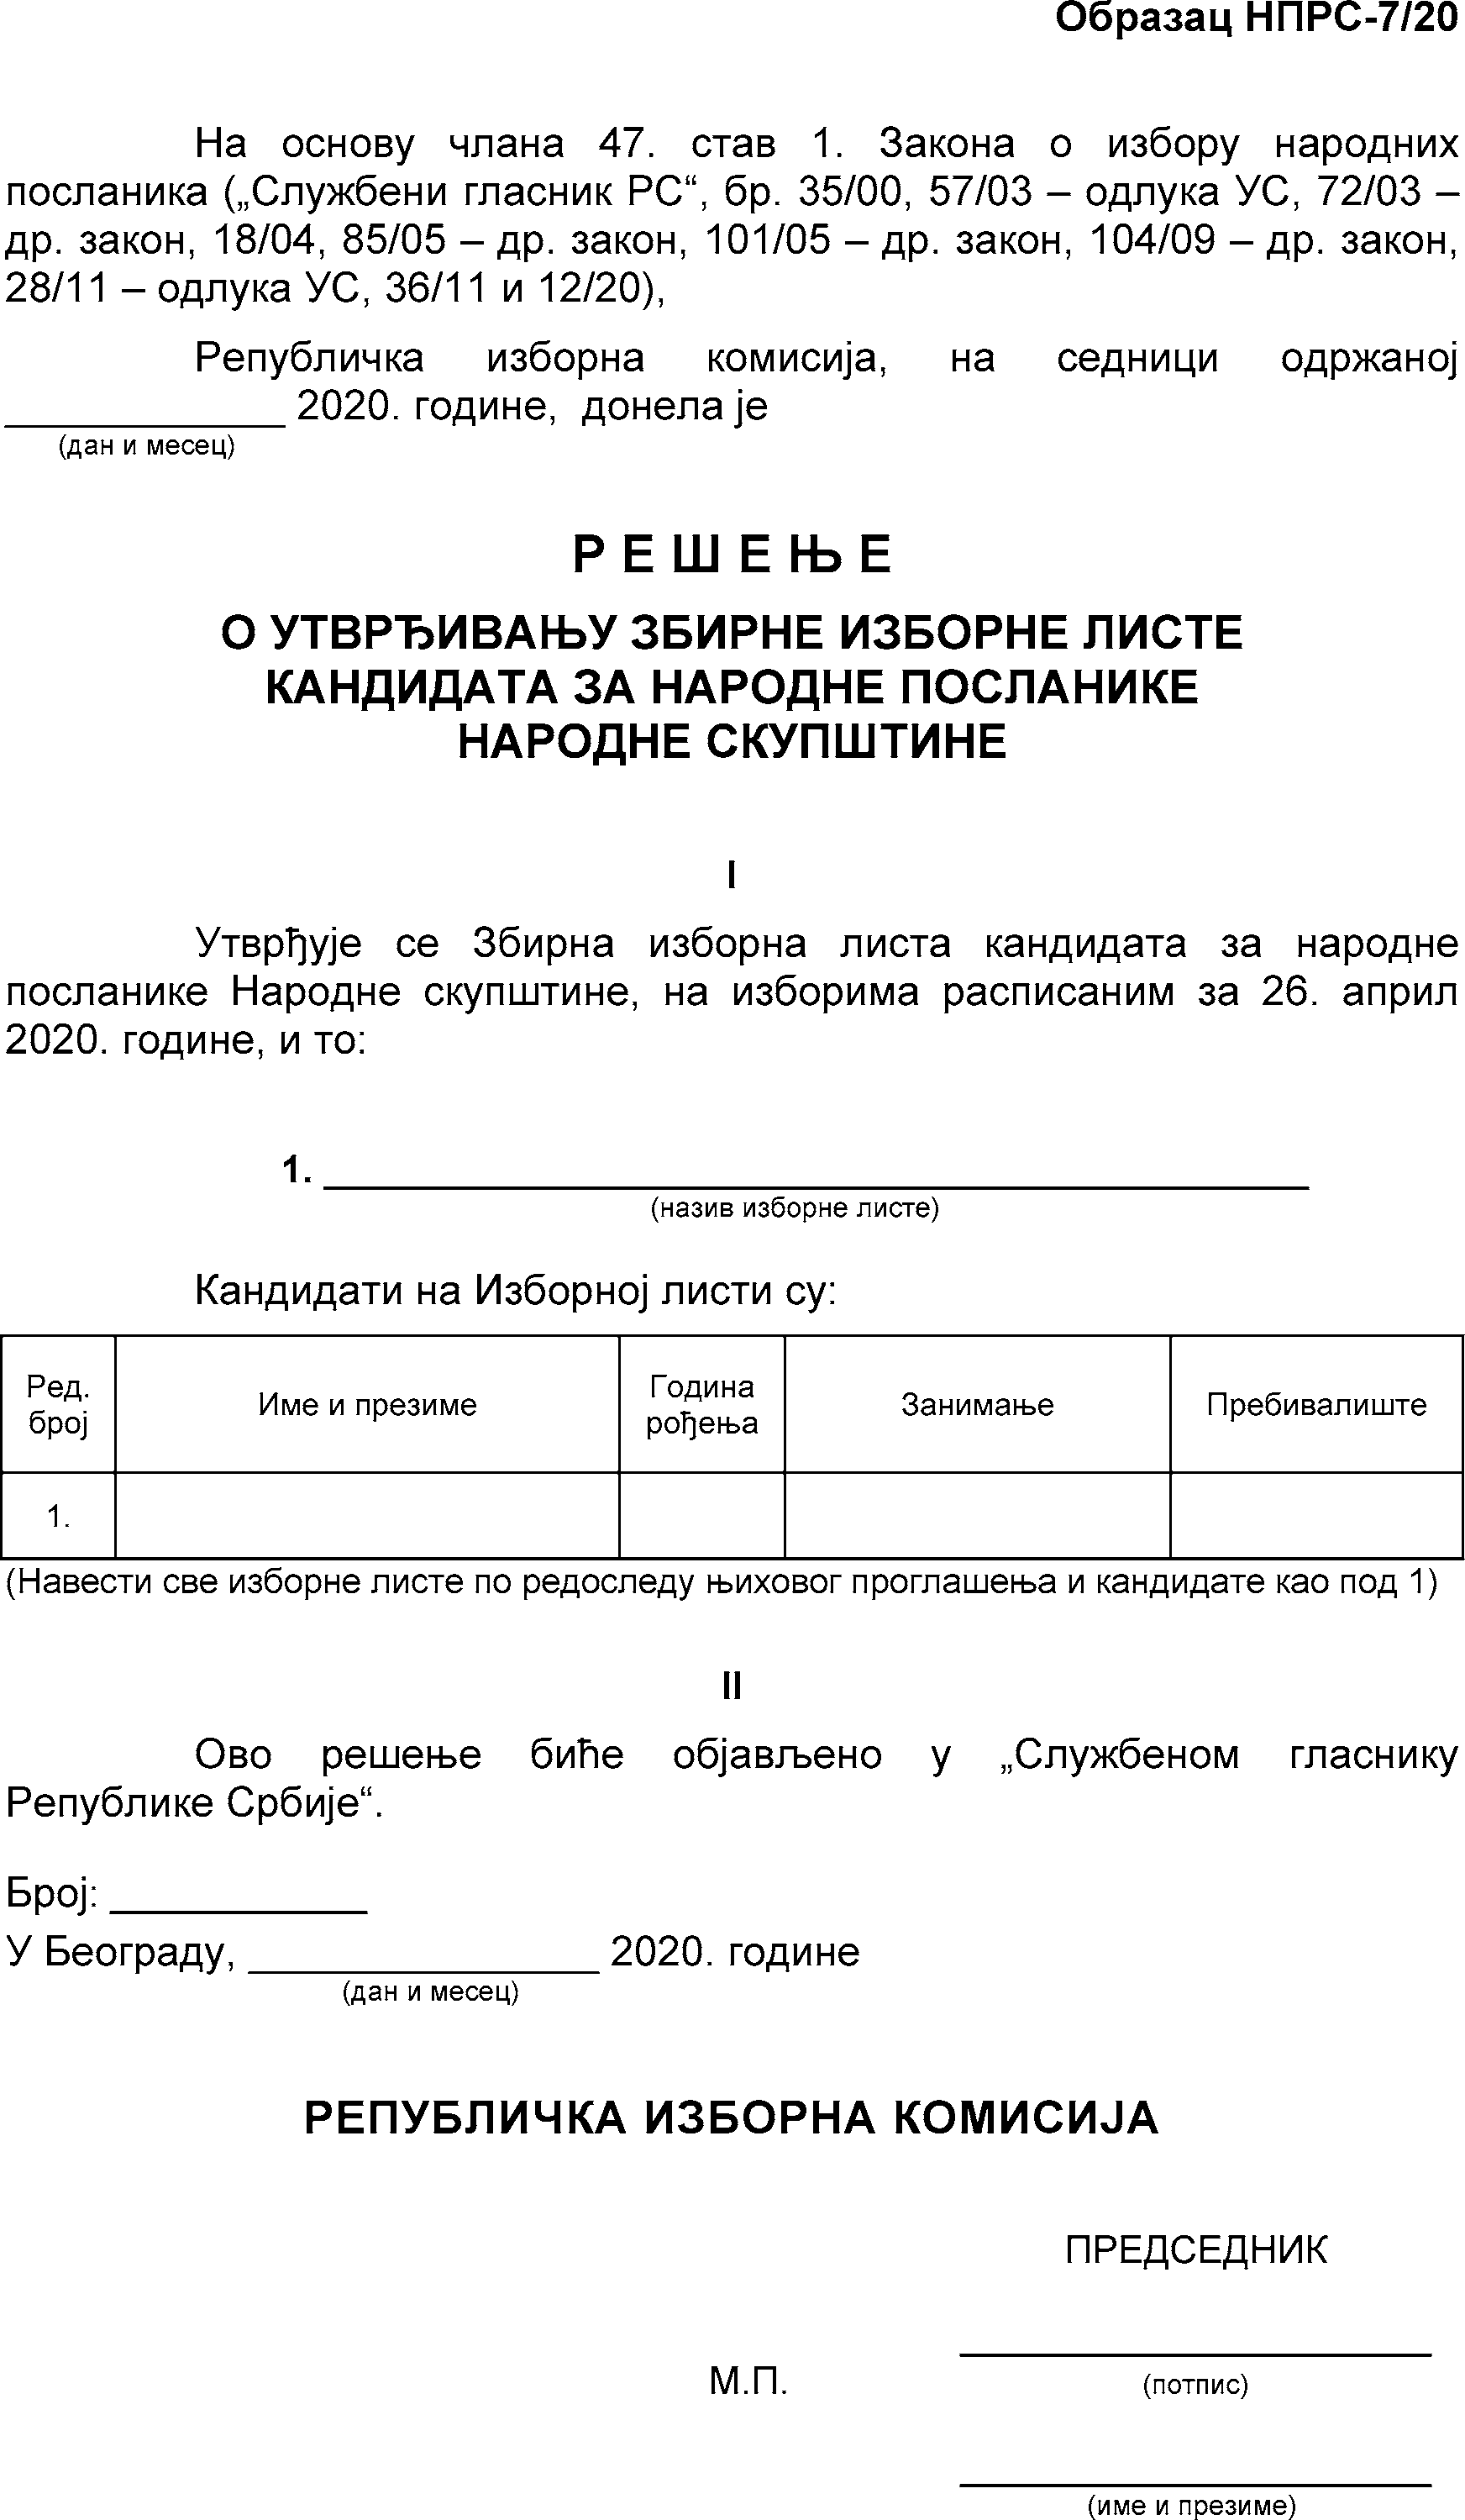 Образац НПРС-7/20
На основу члана 47. став 1. Закона о избору народних
посланика („Службени гласник РС“, бр. 35/00, 57/03 – одлука УС, 72/03 –
др. закон, 18/04, 85/05 – др. закон, 101/05 – др. закон, 104/09 – др. закон,
28/11 – одлука УС, 36/11 и 12/20),
Републичка изборна комисија, на седници одржаној
____________ 2020. године, донела је
(дан и месец)
Р Е Ш Е Њ Е
О УТВРЂИВАЊУ ЗБИРНЕ ИЗБОРНЕ ЛИСТЕ
КАНДИДАТА ЗА НАРОДНЕ ПОСЛАНИКЕ
НАРОДНЕ СКУПШТИНЕ
I
Утврђује се Збирна изборна листа кандидата за народне
посланике Народне скупштине, на изборима расписаним за 26. април
2020. године, и то:
1. __________________________________________
(назив изборне листе)
Кандидати на Изборној листи су:
Ред. број Име и презиме Година рођења Занимање Пребивалиште
1.
(Навести све изборне листе по редоследу њиховог проглашења и кандидате као под 1)
II
Ово решење биће објављено у „Службеном гласнику
Републике Србије“.
Број: ___________
У Београду, _______________ 2020. године
(дан и месец)
РЕПУБЛИЧКА ИЗБОРНА КОМИСИЈА
ПРЕДСЕДНИК
М.П.
(потпис)
(име и презиме)